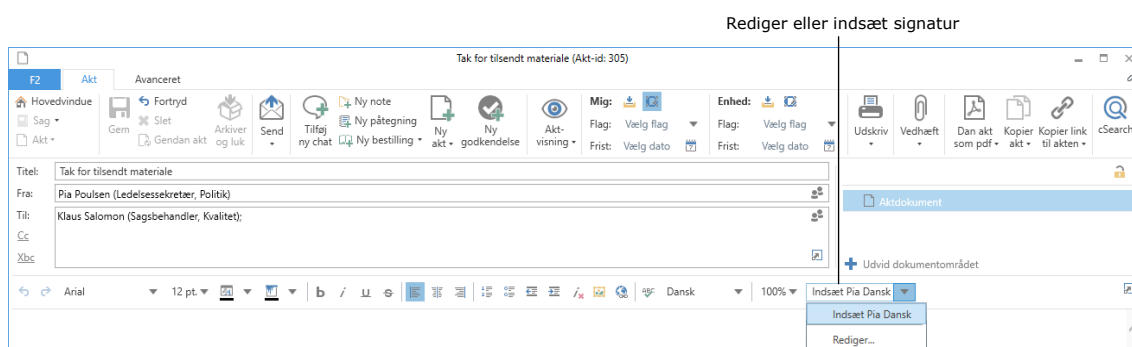 Rediger eller indsæt signatur
Tak for tilsendt materiale (Akt-id: 305)
F2 Akt Avanceret
Hovedvindue
Sag
Akt
Gem
Fortryd
Slet
Gendan akt
Arkiver og luk
Send
Tilføj ny chat
Ny note
Ny påtegning
Ny bestilling
Ny akt
Ny godkendelse
Akt-visning
Mig:
Flag: Vælg flag
Frist: Vælg dato
Enhed:
Flag: Vælg flag
Frist: Vælg dato
Udskriv
Vedhæft
Dan akt som pdf
Kopier akt
Kopier link til akten
cSearch
Titel: Tak for tilsendt materiale
Fra: Pia Poulsen (Ledelsessekretær, Politik)
Til: Klaus Salomon (Sagsbehandler, Kvalitet);
Cc
Xbc
Aktdokument
Udvid dokumentområdet
Arial 12 pt. b i u s Dansk 100% Indsæt Pia Dansk
Indsæt Pia Dansk
Rediger...